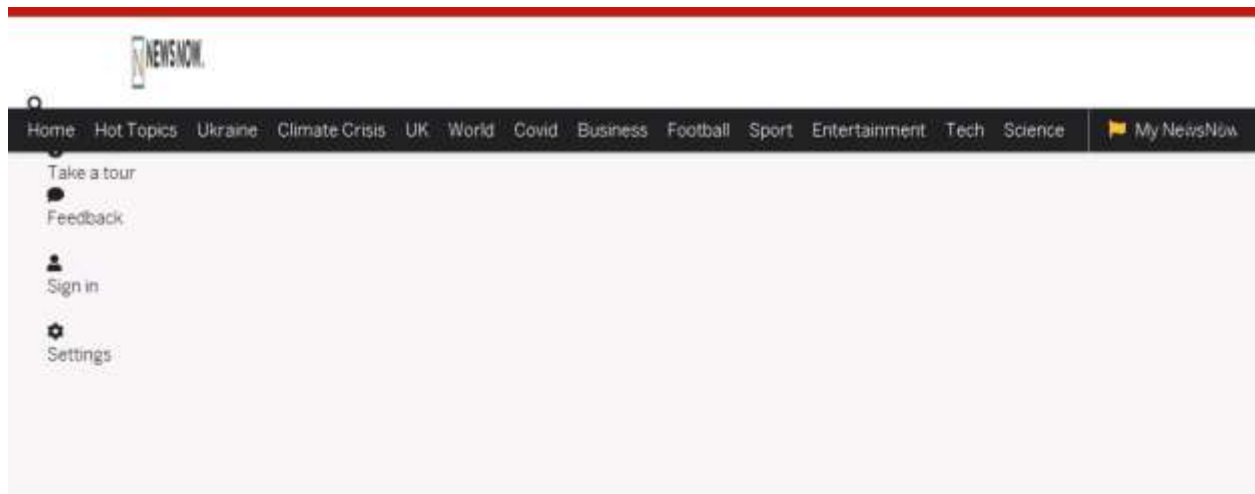 NEWSNOW.
Home Hot Topics Ukraine Climate Crisis UK World Covid Business Football Sport Entertainment Tech Science My NewsNow
Take a tour
Feedback
Sign in
Settings